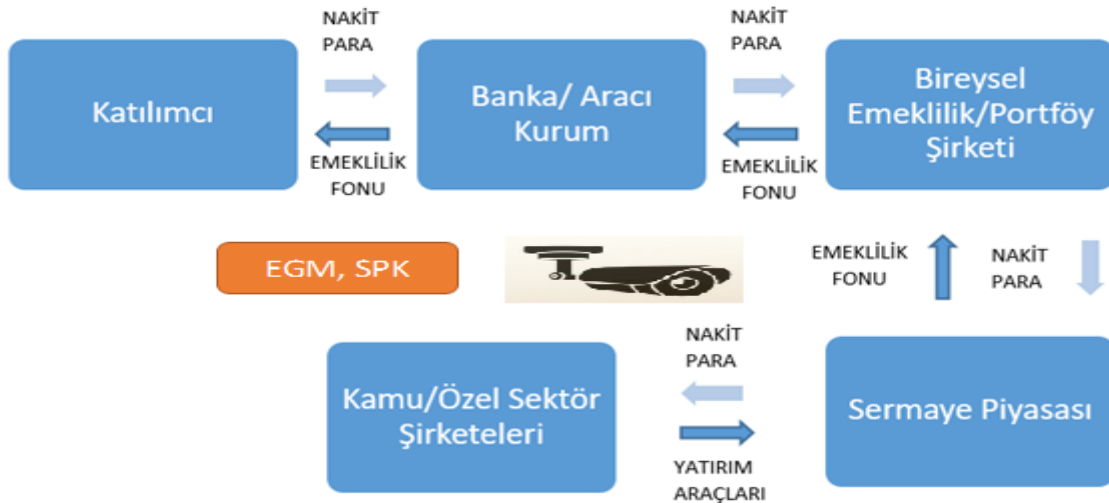 NAKİT
PARA
NAKİT
PARA
Katılımcı
Banka/ Aracı
Kurum
Bireysel
Emeklilik/Portföy
Şirketi
EMEKLİLİK
FONU
EMEKLİLİK
FONU
EGM, SPK
EMEKLİLİK
FONU
NAKİT
PARA
NAKİT
PARA
Kamu/Özel Sektör
Şirketeleri
Sermaye Piyasası
YATIRIM
ARAÇLARI